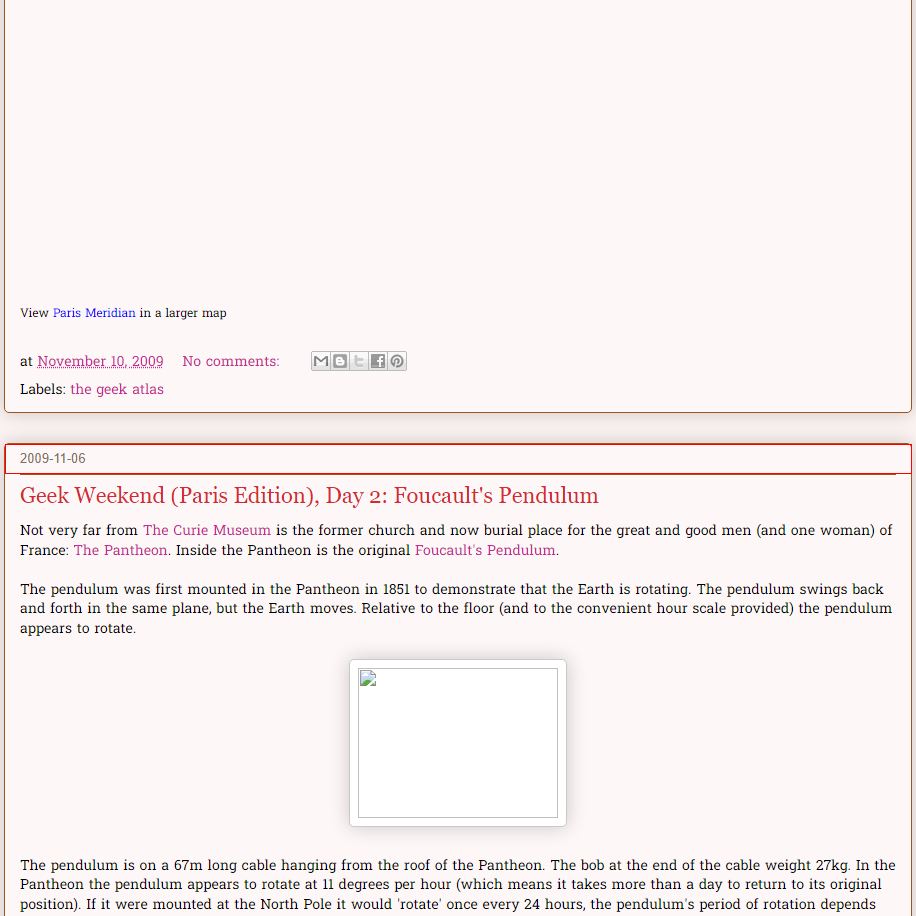 View Paris Meridian in a larger map
at November 10, 2009 No comments:
Labels: the geek atlas
2009-11-06
Geek Weekend (Paris Edition), Day 2: Foucault's Pendulum
Not very far from The Curie Museum is the former church and now burial place for the great and good men (and one woman) of
France: The Pantheon. Inside the Pantheon is the original Foucault's Pendulum.
The pendulum was first mounted in the Pantheon in 1851 to demonstrate that the Earth is rotating. The pendulum swings back
and forth in the same plane, but the Earth moves. Relative to the floor (and to the convenient hour scale provided) the pendulum
appears to rotate.
The pendulum is on a 67m long cable hanging from the roof of the Pantheon. The bob at the end of the cable weight 27kg. In the
Pantheon the pendulum appears to rotate at 11 degrees per hour (which means it takes more than a day to return to its original
position). If it were mounted at the North Pole it would 'rotate' once every 24 hours, the pendulum's period of rotation depends